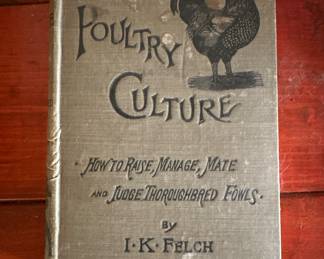 POULTRY
CULTURE
HOW TO RAISE, MANAGE, MATE
AND JUDGE THOROUGHBRED FOWLS.
BY
I·K·FELCH